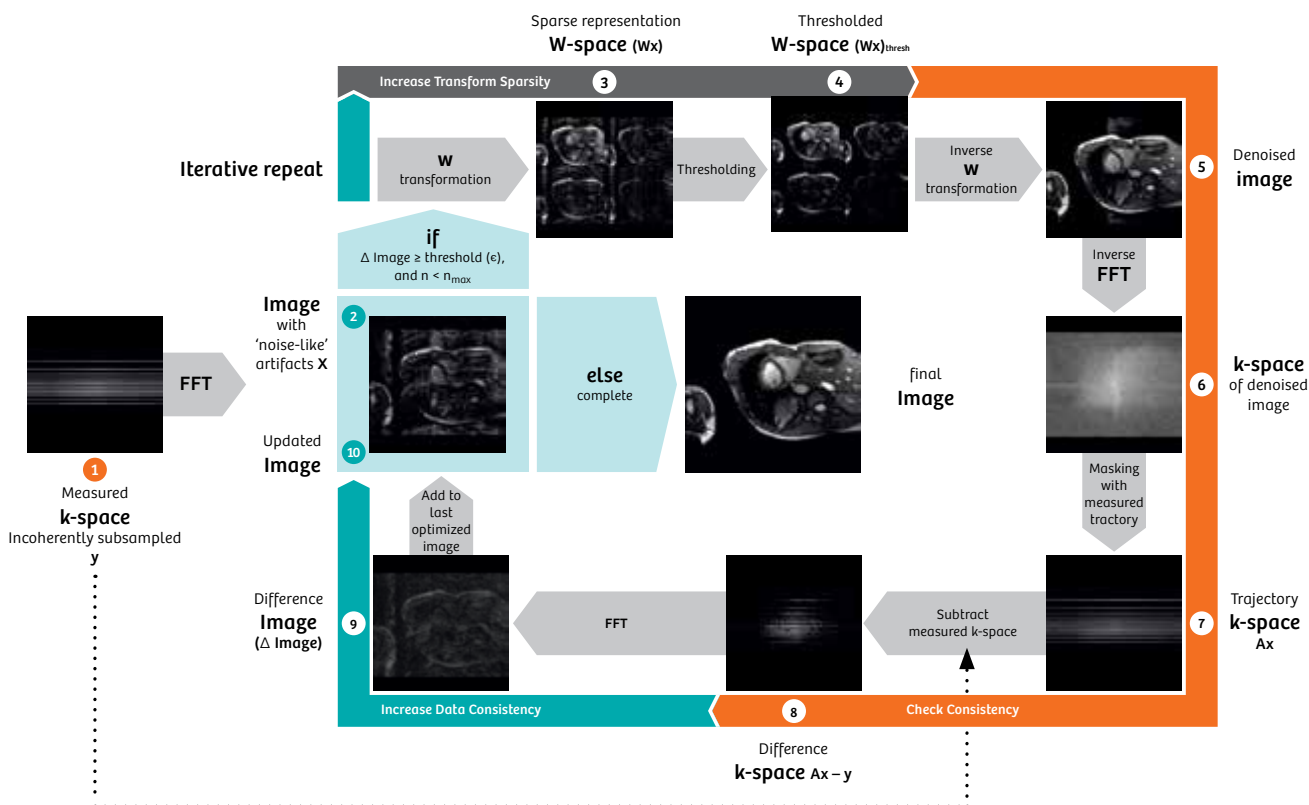 Sparse representation
W-space (Wx)
Thresholded
W-space (Wx)thresh
Increase Transform Sparsity
3
4
Iterative repeat
W
transformation
Thresholding
Inverse
W
transformation
5
Denoised
image
if
Δ Image ≥ threshold (ϵ),
and n < nmax
Inverse
FFT
Image
with
‘noise-like’
artifacts X
2
FFT
else
complete
final
Image
6
k-space
of denoised
image
Updated
Image
10
1
Measured
k-space
Incoherently subsampled
y
Add to
last
optimized
image
Masking
with
measured
tractory
Difference
Image
(Δ Image)
9
FFT
Subtract
measured k-space
7
Trajectory
k-space
Ax
Increase Data Consistency
8
Check Consistency
Difference
k-space Ax – y